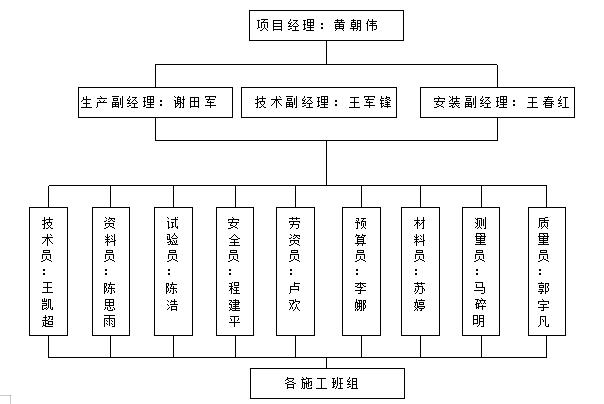 项目经理：黄朝伟
生产副经理：谢田军
技术副经理：王军锋
安装副经理：王春红
技术员：王凯超
资料员：陈思雨
试验员：陈浩
安全员：程建平
劳资员：卢欢
预算员：李娜
材料员：苏婷
测量员：马碎明
质量员：郭宇凡
各施工班组